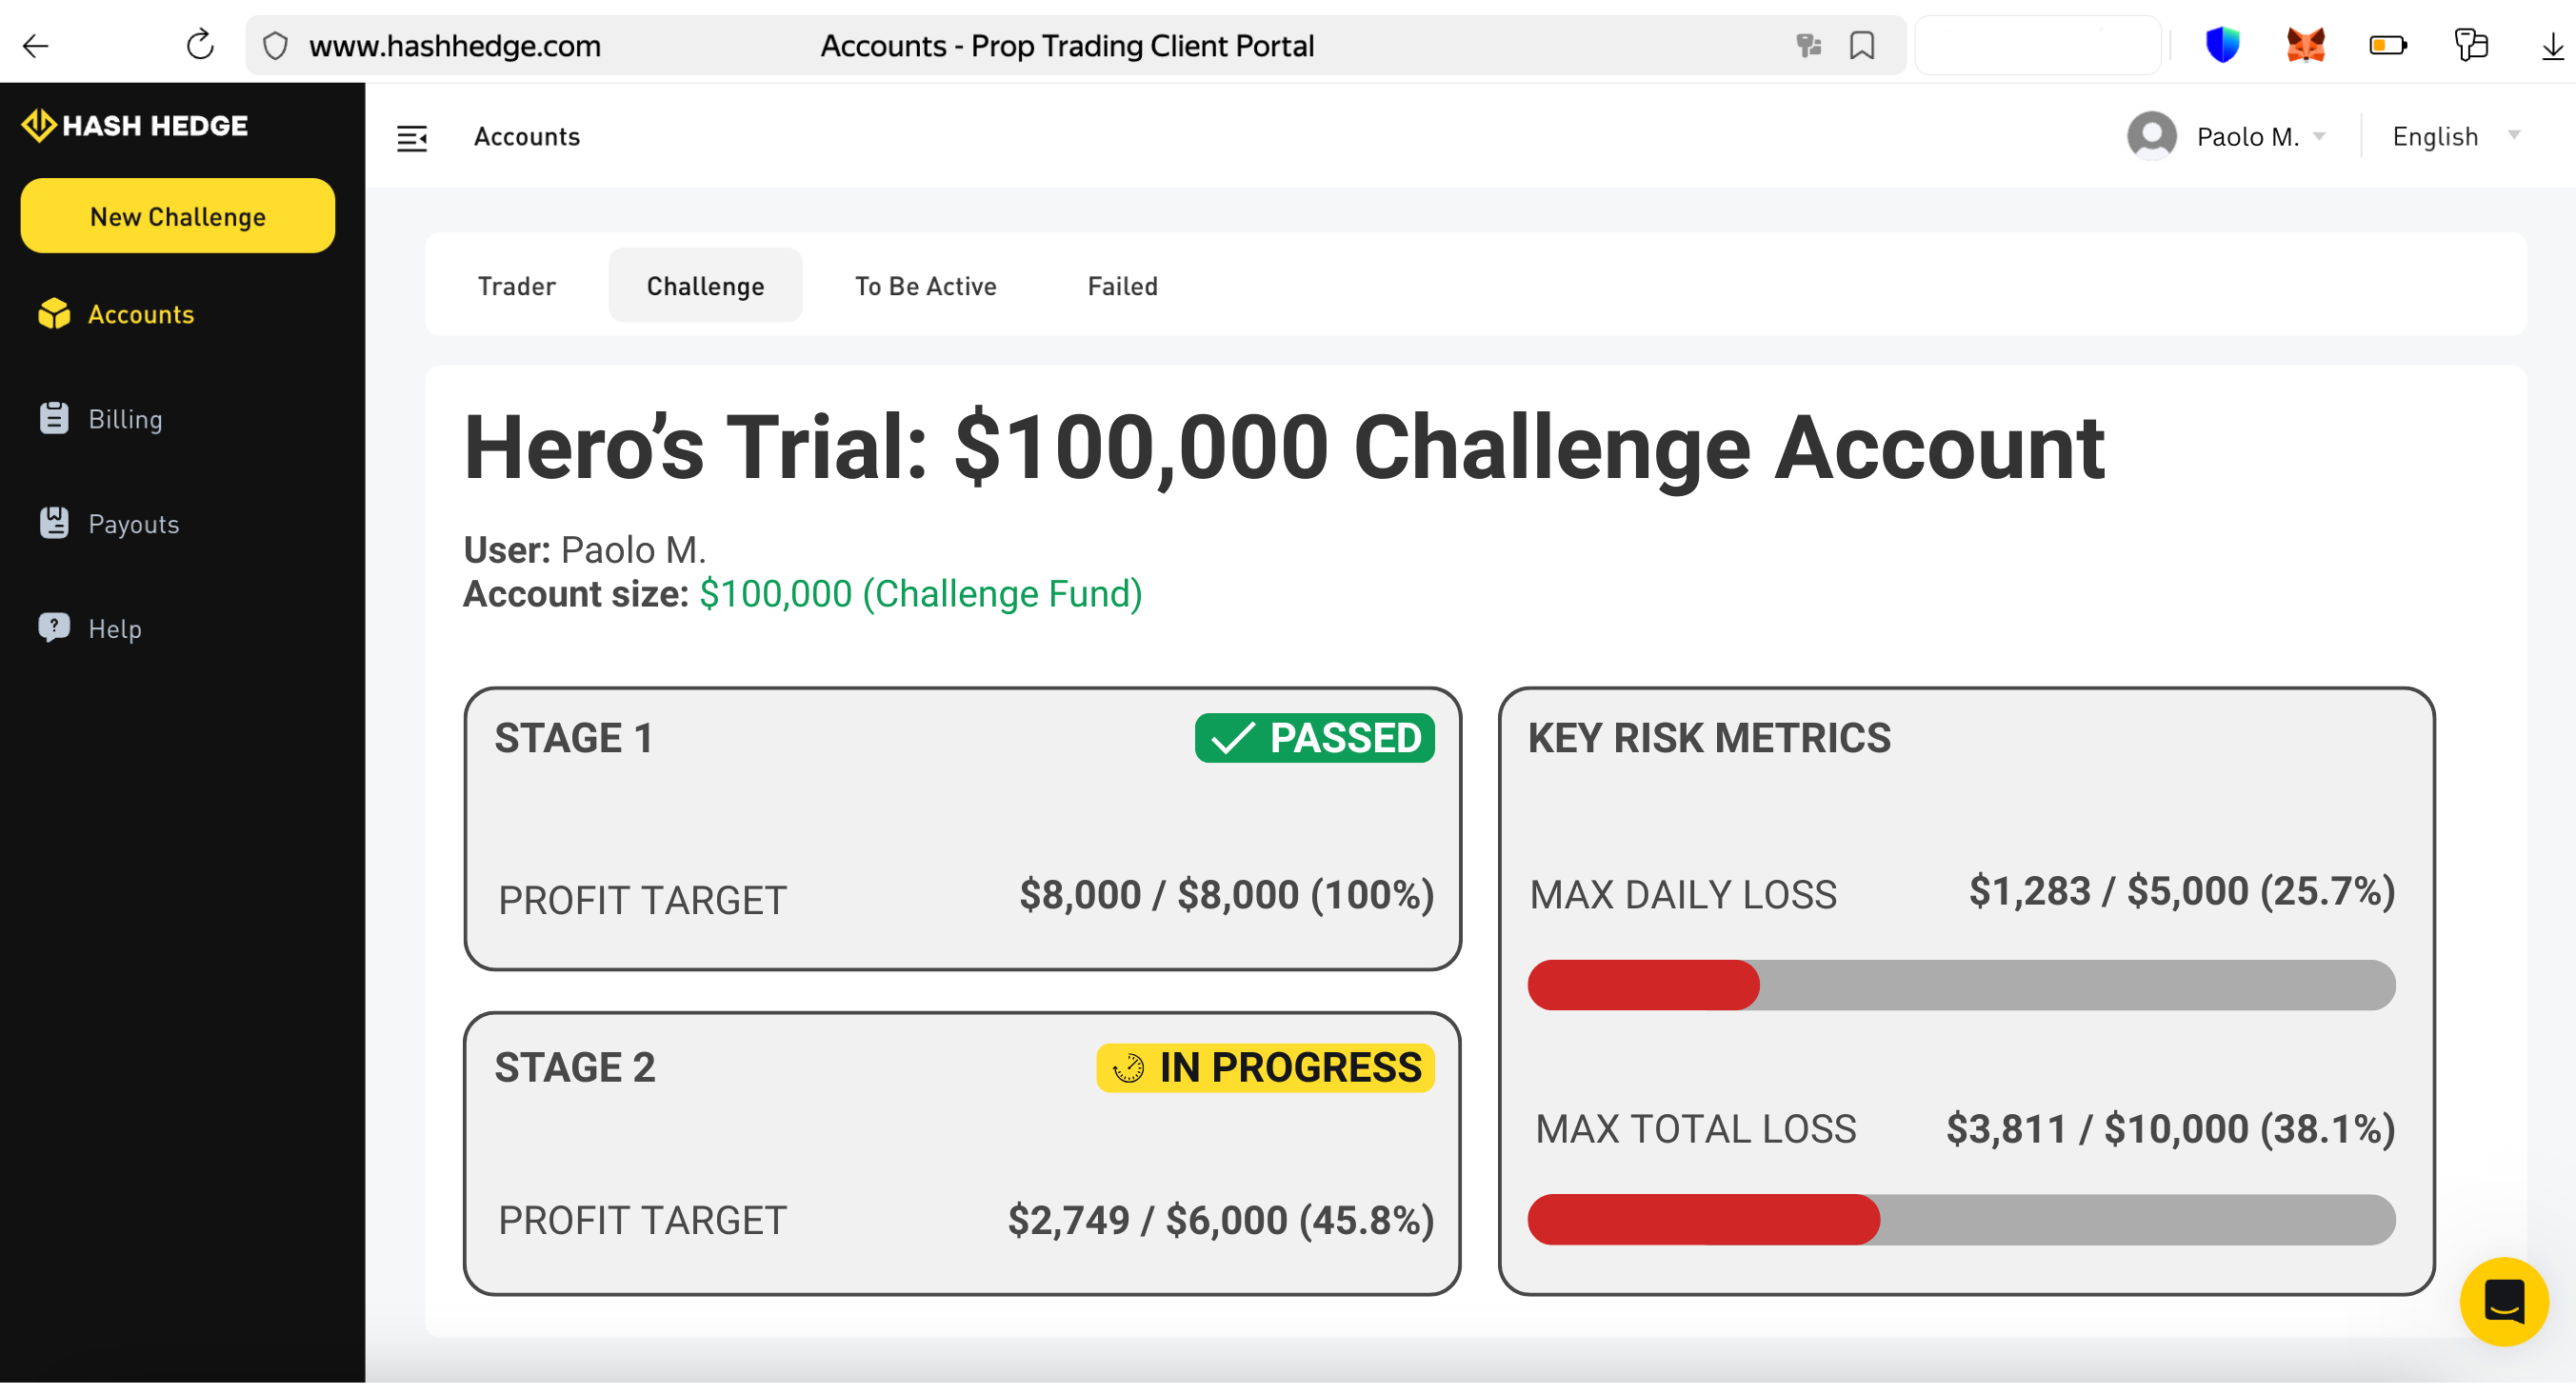 www.hashhedge.com Accounts - Prop Trading Client Portal
HASH HEDGE
New Challenge
Accounts
Billing
Payouts
Help
Accounts
Paolo M.
English
Trader Challenge To Be Active Failed
Hero’s Trial: $100,000 Challenge Account
User: Paolo M.
Account size: $100,000 (Challenge Fund)
STAGE 1 PASSED
PROFIT TARGET $8,000 / $8,000 (100%)
STAGE 2 IN PROGRESS
PROFIT TARGET $2,749 / $6,000 (45.8%)
KEY RISK METRICS
MAX DAILY LOSS $1,283 / $5,000 (25.7%)
MAX TOTAL LOSS $3,811 / $10,000 (38.1%)